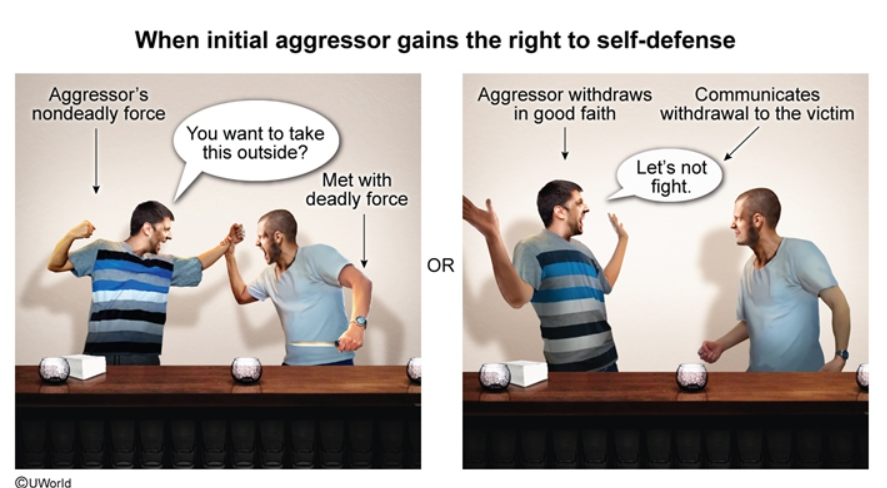 When initial aggressor gains the right to self-defense
Aggressor's
nondeadly force
You want to take
this outside?
Met with
deadly force
OR
Aggressor withdraws
in good faith
Communicates
withdrawal to the victim
Let's not
fight.
©UWorld